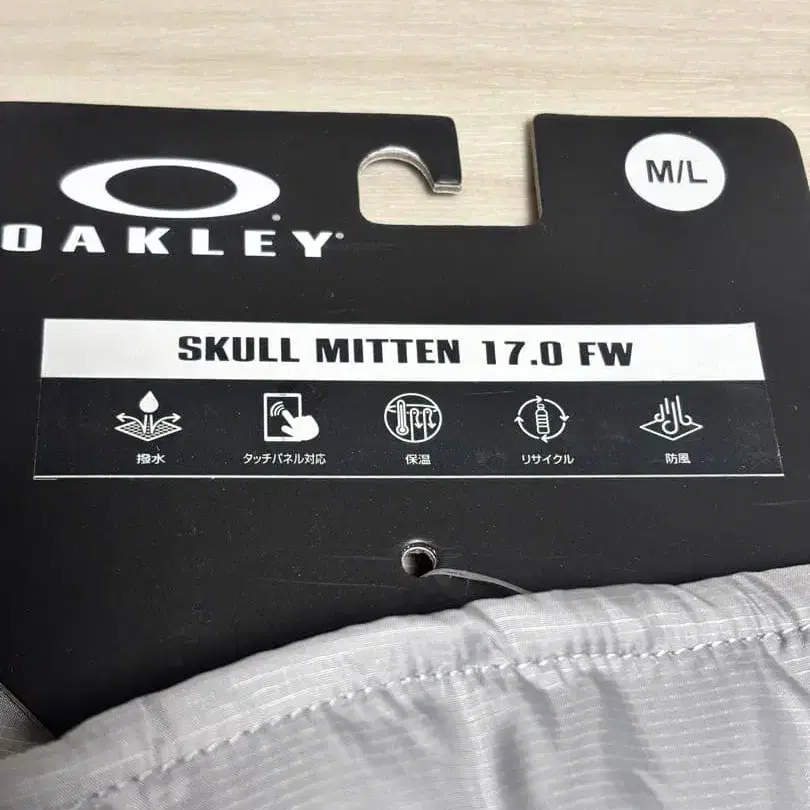 M/L
OAKLEY
SKULL MITTEN 17.0 FW
撥水
タッチパネル対応
保温
リサイクル
防風